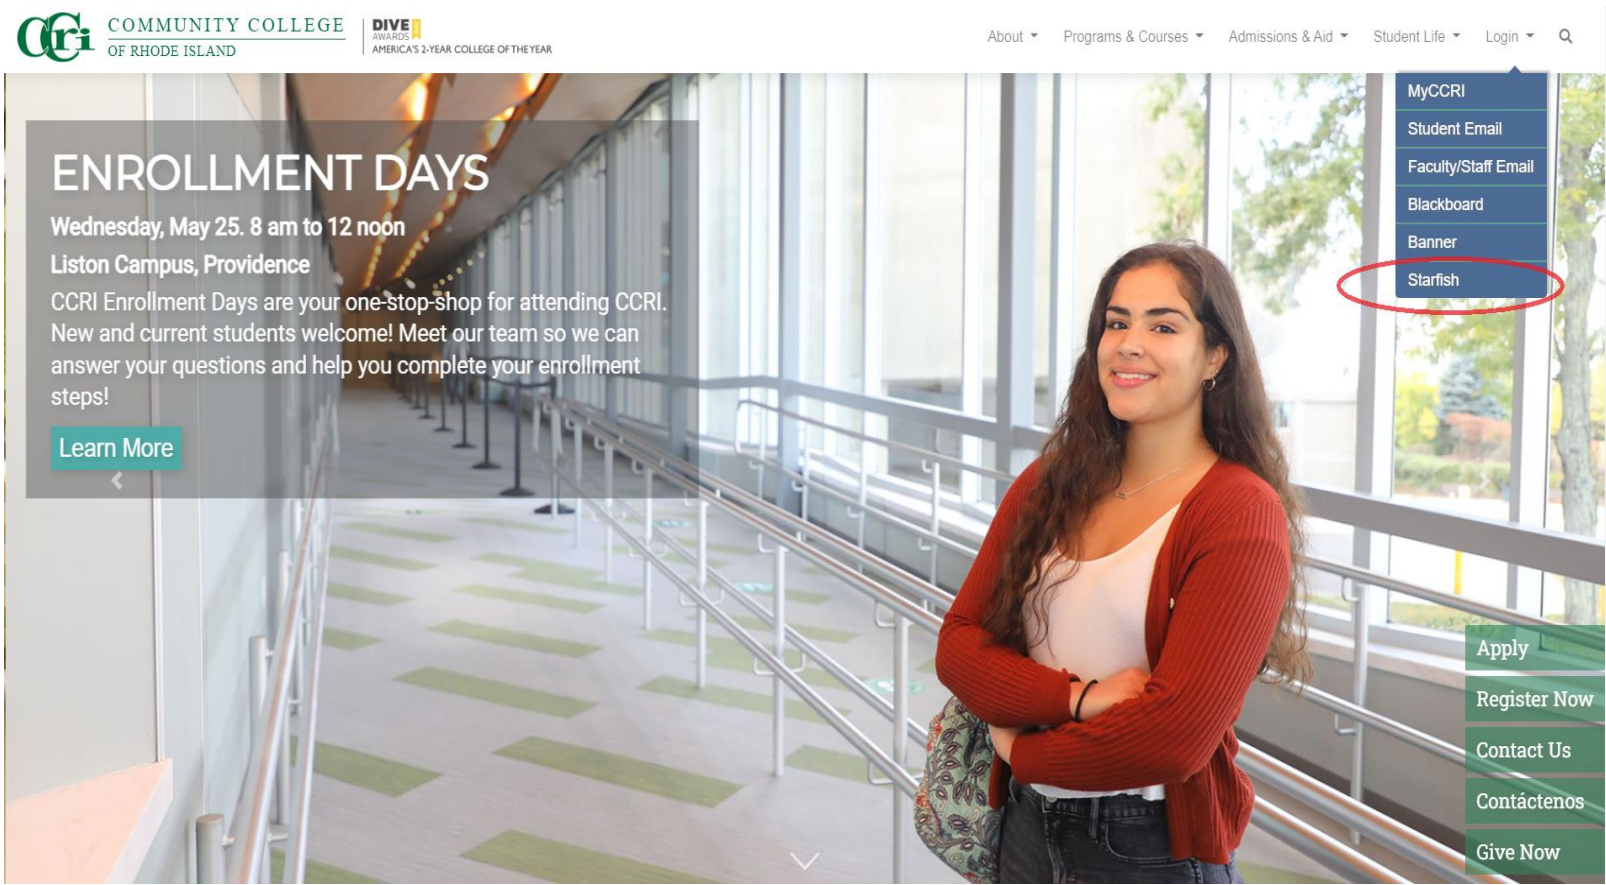 CCRI
COMMUNITY COLLEGE
OF RHODE ISLAND
DIVE
AWARDS
AMERICA'S 2-YEAR COLLEGE OF THE YEAR
About
Programs & Courses
Admissions & Aid
Student Life
Login
MyCCRI
Student Email
Faculty/Staff Email
Blackboard
Banner
Starfish
ENROLLMENT DAYS
Wednesday, May 25. 8 am to 12 noon
Liston Campus, Providence
CCRI Enrollment Days are your one-stop-shop for attending CCRI.
New and current students welcome! Meet our team so we can
answer your questions and help you complete your enrollment
steps!
Learn More
Apply
Register Now
Contact Us
Contáctenos
Give Now